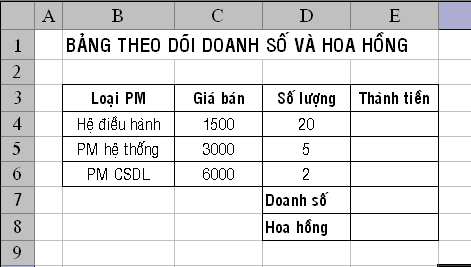 A B C D E
1 BẢNG THEO DÕI DOANH SỐ VÀ HOA HỒNG
2
3 Loại PM Giá bán Số lượng Thành tiền
4 Hệ điều hành 1500 20
5 PM hệ thống 3000 5
6 PM CSDL 6000 2
7 Doanh số
8 Hoa hồng
9